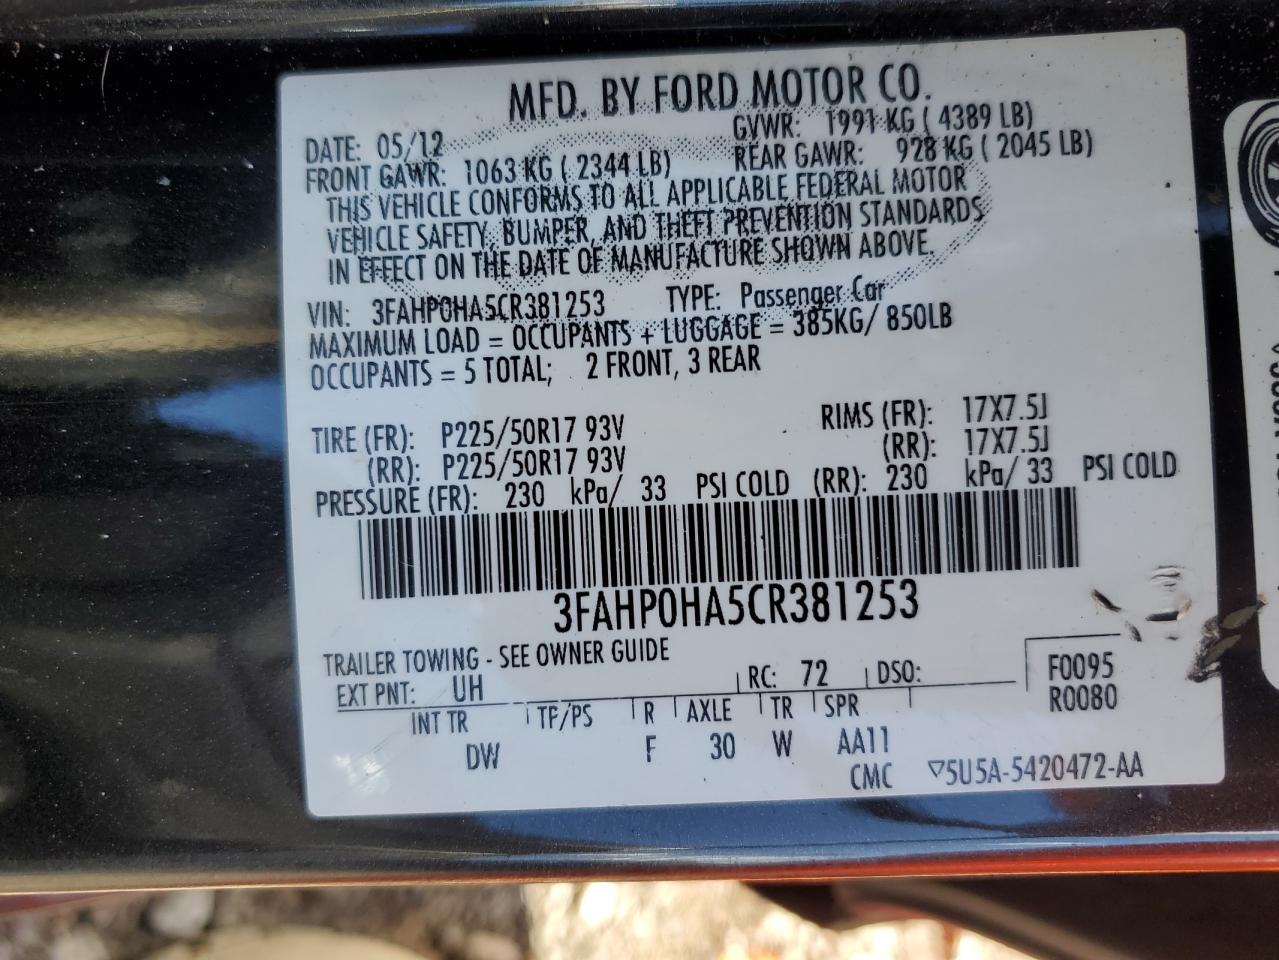 MFD. BY FORD MOTOR CO.
DATE: 05/12 GVWR: 1991 KG ( 4389 LB)
FRONT GAWR: 1063 KG ( 2344 LB) REAR GAWR: 928 KG ( 2045 LB)
THIS VEHICLE CONFORMS TO ALL APPLICABLE FEDERAL MOTOR
VEHICLE SAFETY, BUMPER, AND THEFT PREVENTION STANDARDS
IN EFFECT ON THE DATE OF MANUFACTURE SHOWN ABOVE.
VIN: 3FAHP0HA5CR381253 TYPE: Passenger Car
MAXIMUM LOAD = OCCUPANTS + LUGGAGE = 385KG/ 850LB
OCCUPANTS = 5 TOTAL; 2 FRONT, 3 REAR
TIRE (FR): P225/50R17 93V RIMS (FR): 17X7.5J
(RR): P225/50R17 93V (RR): 17X7.5J
PRESSURE (FR): 230 kPa/ 33 PSI COLD (RR): 230 kPa/ 33 PSI COLD
3FAHP0HA5CR381253
TRAILER TOWING - SEE OWNER GUIDE
EXT PNT: UH RC: 72 DSO: F0095
R0080
INT TR TF/PS R AXLE TR SPR
DW F 30 W AA11
CMC ▽5U5A-5420472-AA